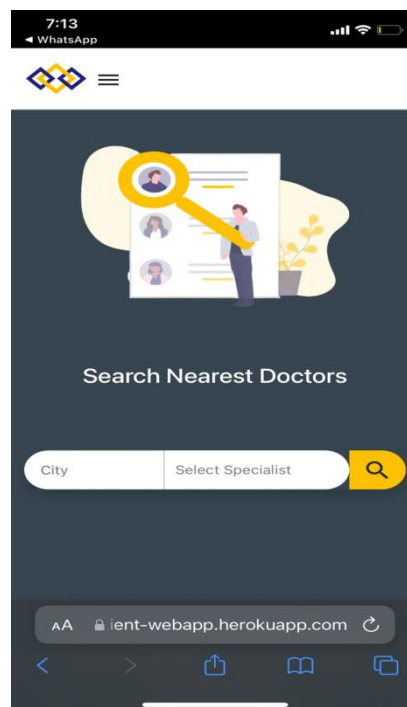 7:13
◄ WhatsApp
Search Nearest Doctors
City
Select Specialist
AA ient-webapp.herokuapp.com